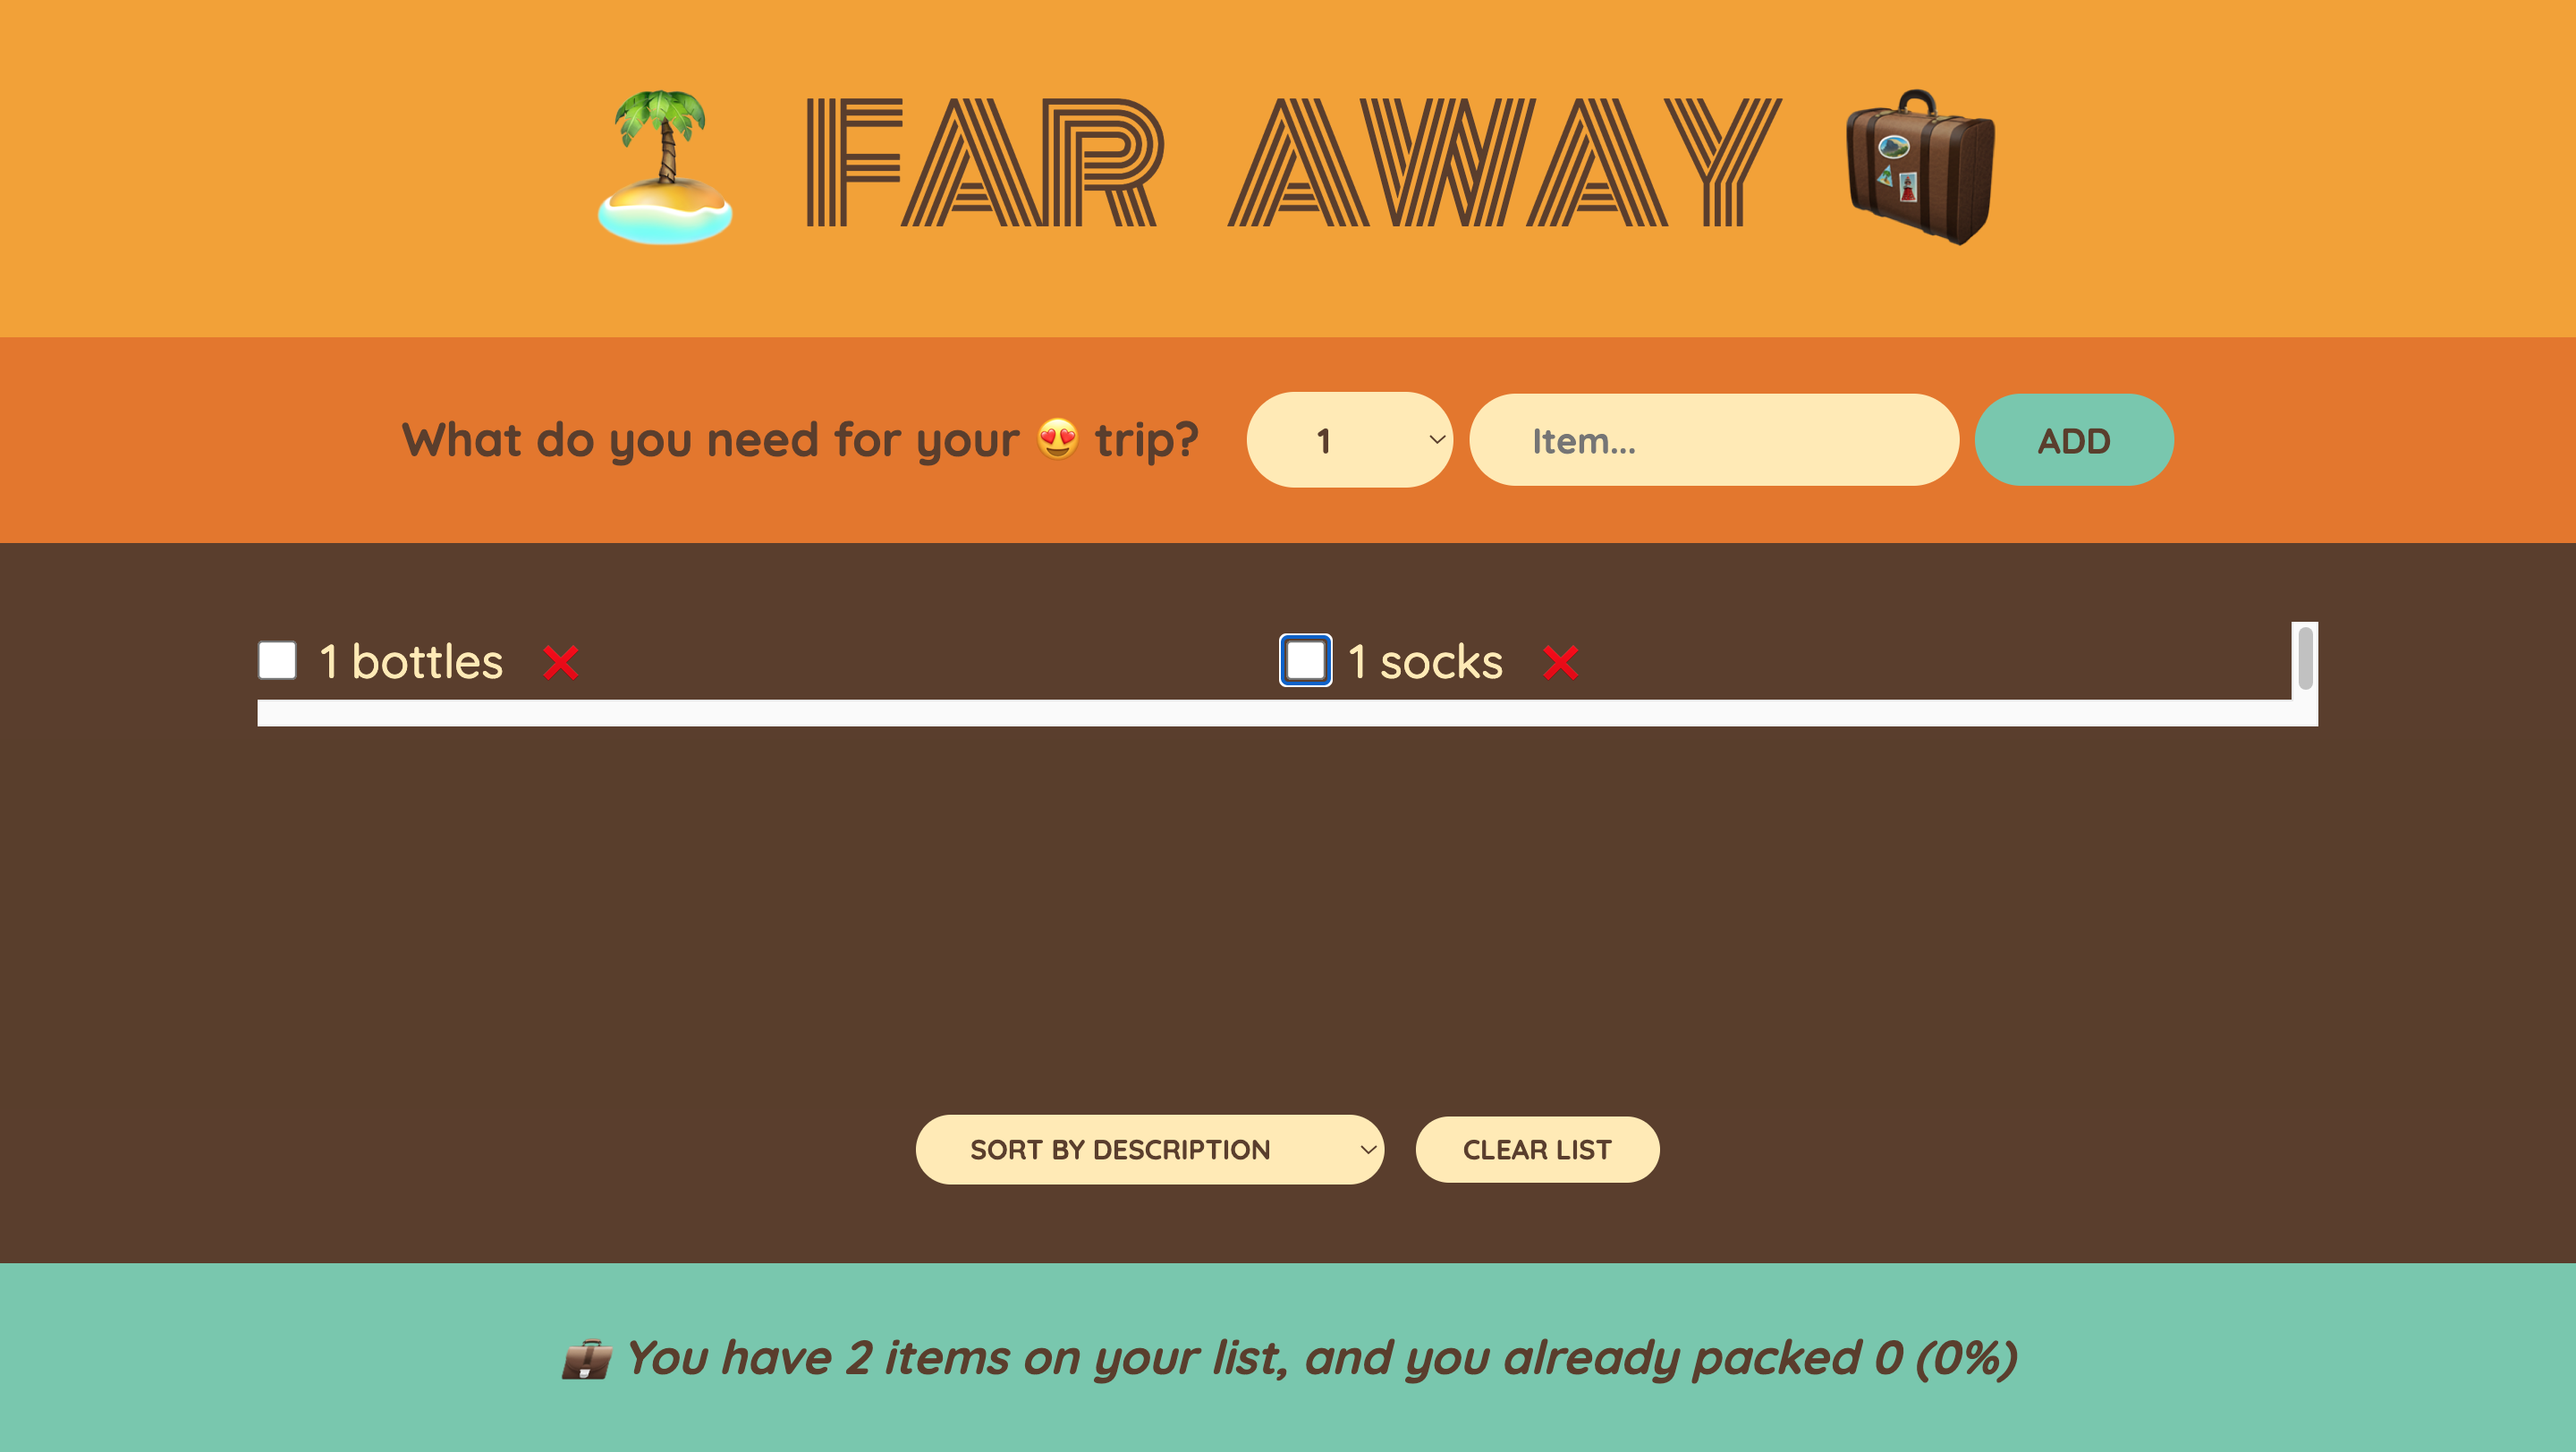 🏝️ FAR AWAY 🧳
What do you need for your 😍 trip?
1
Item...
ADD
1 bottles ❌
1 socks ❌
SORT BY DESCRIPTION
CLEAR LIST
💼 You have 2 items on your list, and you already packed 0 (0%)